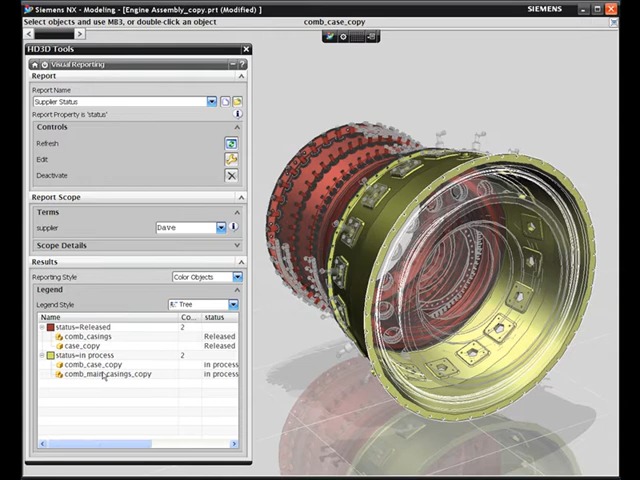 Siemens NX - Modeling - [Engine Assembly_copy.prt (Modified) ]
SIEMENS
Select objects and use MB3, or double-click an object
comb_case_copy
HD3D Tools
Visual Reporting
Report
Report Name
Supplier Status
Report Property is 'status'
Controls
Refresh
Edit
Deactivate
Report Scope
Terms
supplier
Dave
Scope Details
Results
Reporting Style
Color Objects
Legend
Legend Style
Tree
Name
Co...
status
status=Released
2
comb_casings
Released
case_copy
Released
status=in process
2
comb_case_copy
in process
comb_main_casings_copy
in process